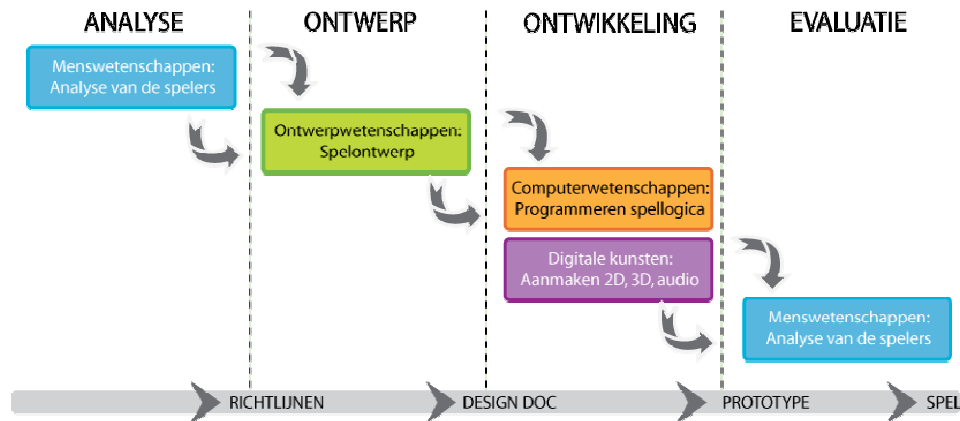 ANALYSE
ONTWERP
ONTWIKKELING
EVALUATIE
Menswetenschappen:
Analyse van de spelers
Ontwerpwetenschappen:
Spelontwerp
Computerwetenschappen:
Programmeren spellogica
Digitale kunsten:
Aanmaken 2D, 3D, audio
Menswetenschappen:
Analyse van de spelers
RICHTLIJNEN
DESIGN DOC
PROTOTYPE
SPEL